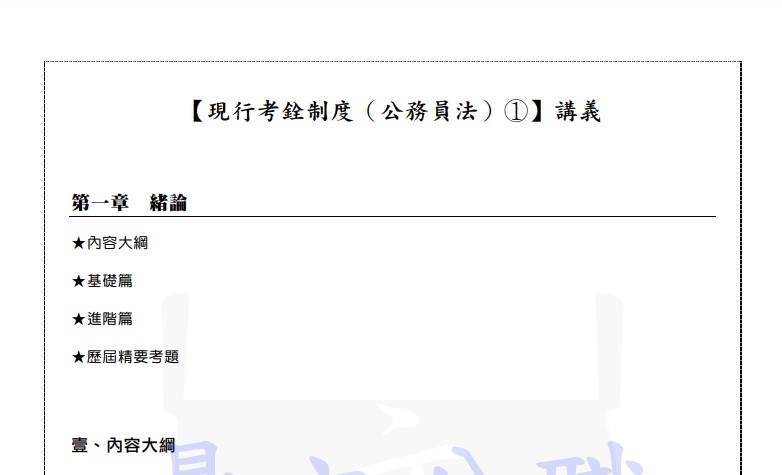 【現行考銓制度（公務員法）①】講義
第一章　緒論
★內容大綱
★基礎篇
★進階篇
★歷屆精要考題
壹、內容大綱